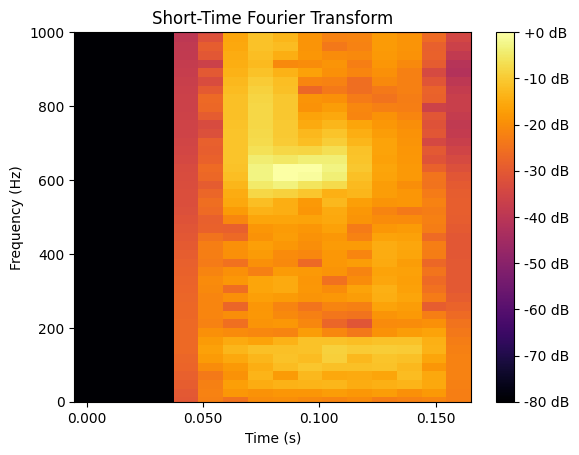 Short-Time Fourier Transform
1000
800
600
400
200
0
Frequency (Hz)
0.000
0.050
0.100
0.150
Time (s)
+0 dB
-10 dB
-20 dB
-30 dB
-40 dB
-50 dB
-60 dB
-70 dB
-80 dB